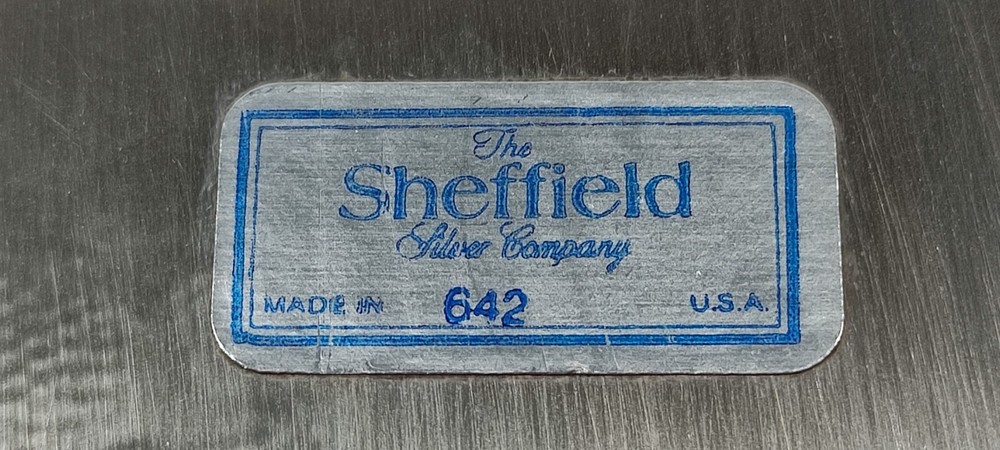 The
Sheffield
Silver Company
MADE IN 642 U.S.A.